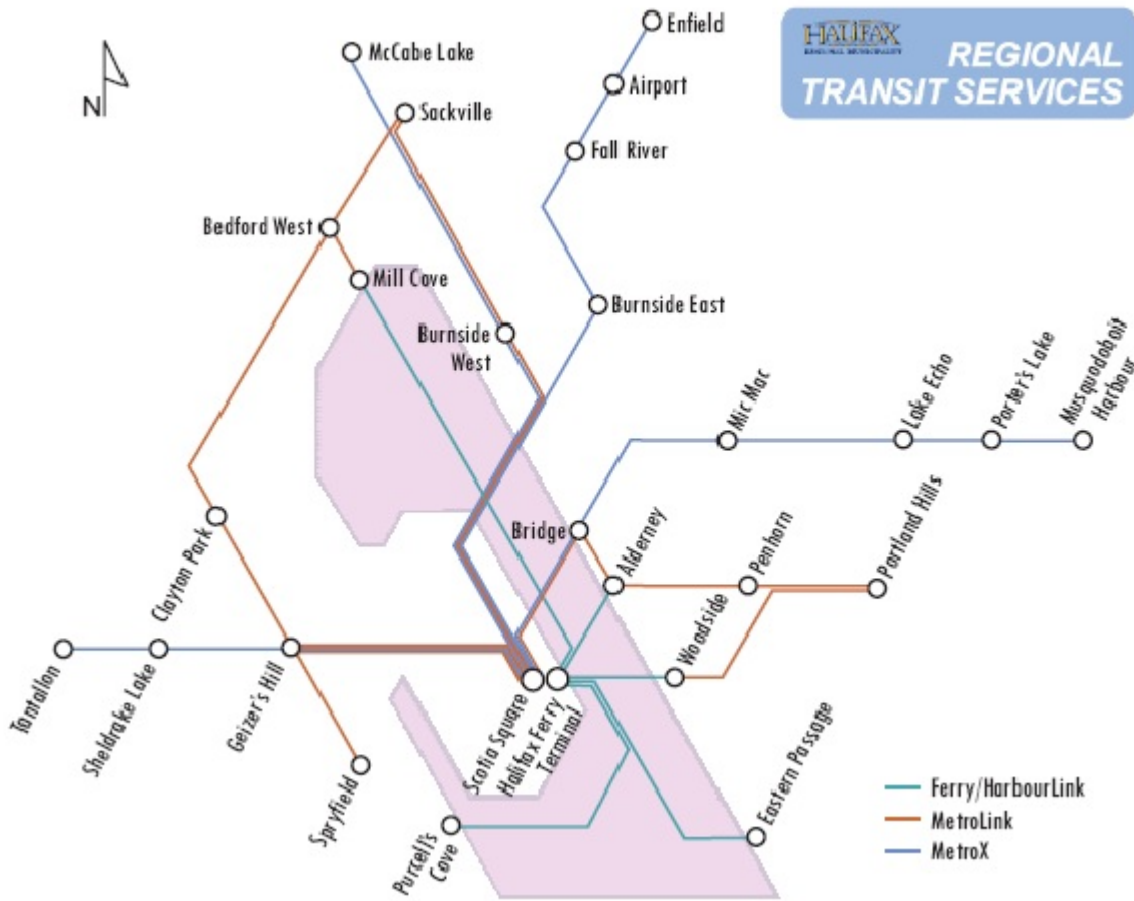 Enfield
HALIFAX
REGIONAL MUNICIPALITY
REGIONAL
TRANSIT SERVICES
McCabe Lake
N
Airport
Sackville
Fall River
Bedford West
Mill Cove
Burnside East
Burnside
West
Mic Mac
Lake Echo
Porter's Lake
Musquodoboit
Harbour
Bridge
Alderney
Penhorn
Portland Hills
Clayton Park
Woodside
Tantallon
Sheldrake Lake
Geizer's Hill
Scotia Square
Halifax Ferry
Terminal
Spryfield
Purcell's
Cove
Eastern Passage
Ferry/HarbourLink
MetroLink
MetroX